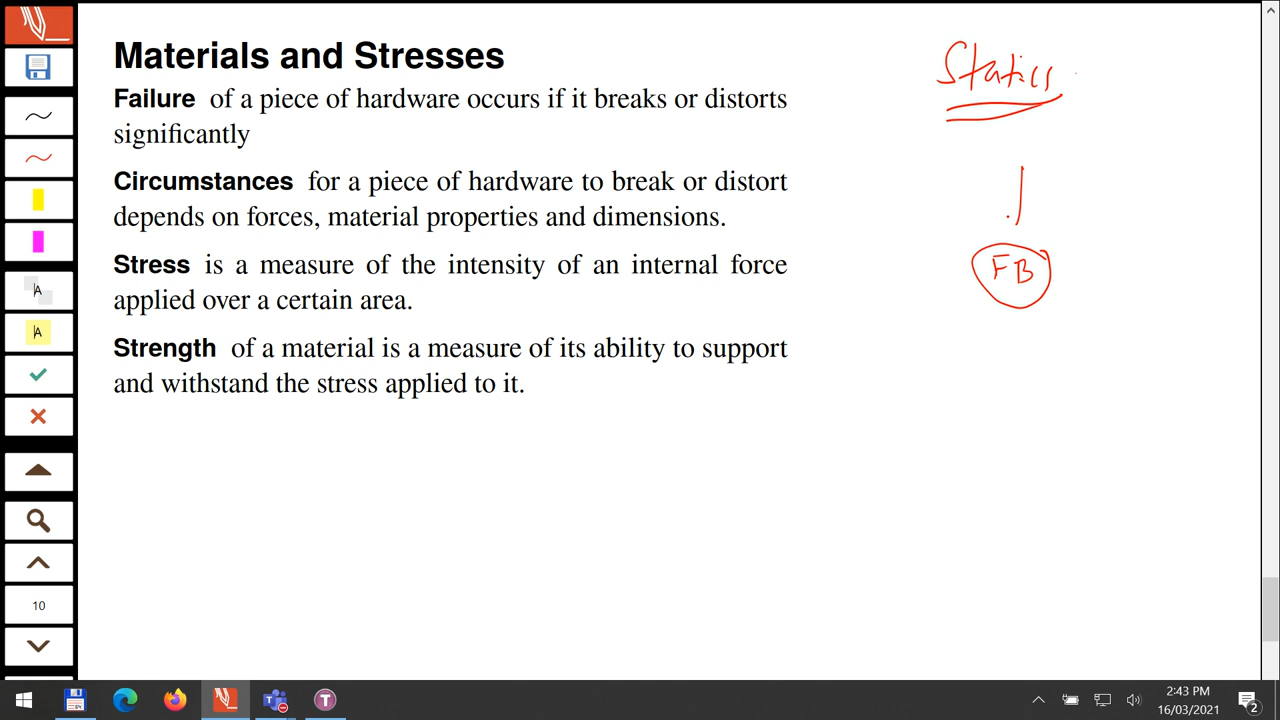 Materials and Stresses
Failure of a piece of hardware occurs if it breaks or distorts
significantly
Circumstances for a piece of hardware to break or distort
depends on forces, material properties and dimensions.
Stress is a measure of the intensity of an internal force
applied over a certain area.
Strength of a material is a measure of its ability to support
and withstand the stress applied to it.
Statics
FB
A
A
10
T
2:43 PM
16/03/2021
2